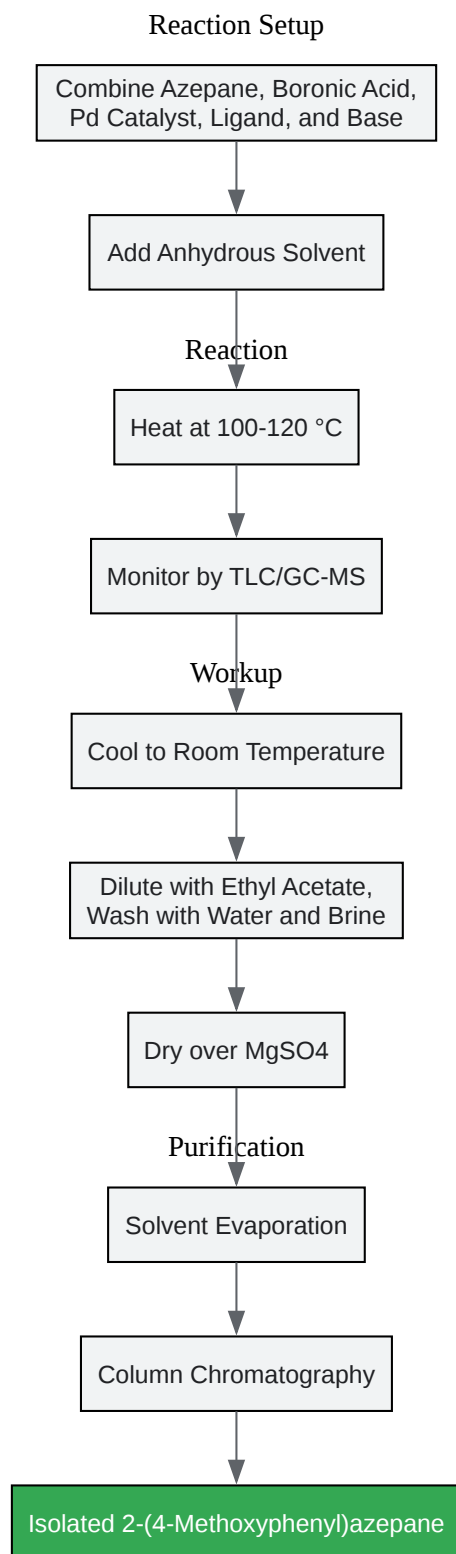 Reaction Setup
Combine Azepane, Boronic Acid,
Pd Catalyst, Ligand, and Base
Add Anhydrous Solvent
Reaction
Heat at 100-120 °C
Monitor by TLC/GC-MS
Workup
Cool to Room Temperature
Dilute with Ethyl Acetate,
Wash with Water and Brine
Dry over MgSO4
Purification
Solvent Evaporation
Column Chromatography
Isolated 2-(4-Methoxyphenyl)azepane